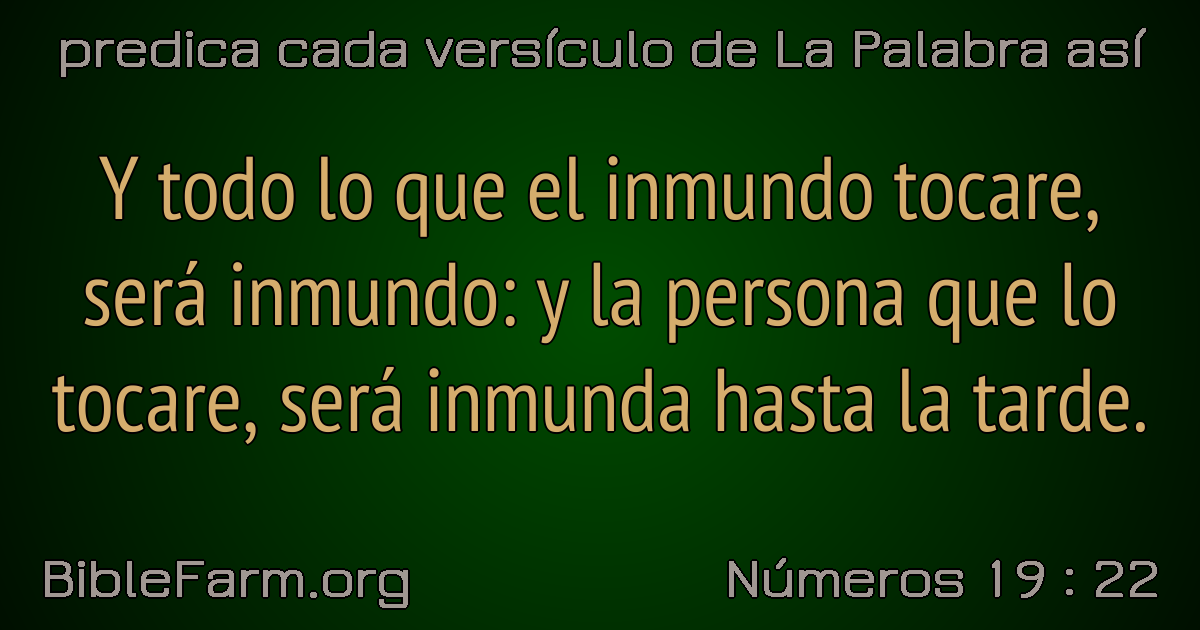 predica cada versículo de La Palabra así
Y todo lo que el inmundo tocare,
será inmundo: y la persona que lo
tocare, será inmunda hasta la tarde.
BibleFarm.org
Números 19 : 22